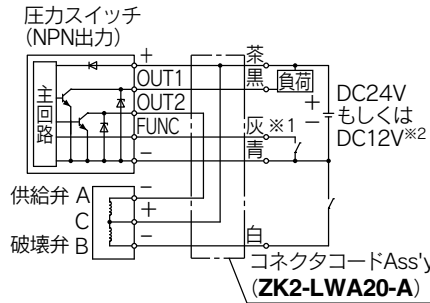 圧力スイッチ
(NPN出力)
主回路
+
OUT1
OUT2
FUNC
-
茶
黒
負荷
灰※1
青
+
-
DC24V
もしくは
DC12V※2
供給弁 A
C
破壊弁 B
-
+
-
白
コネクタコードAss'y
(ZK2-LWA20-A)